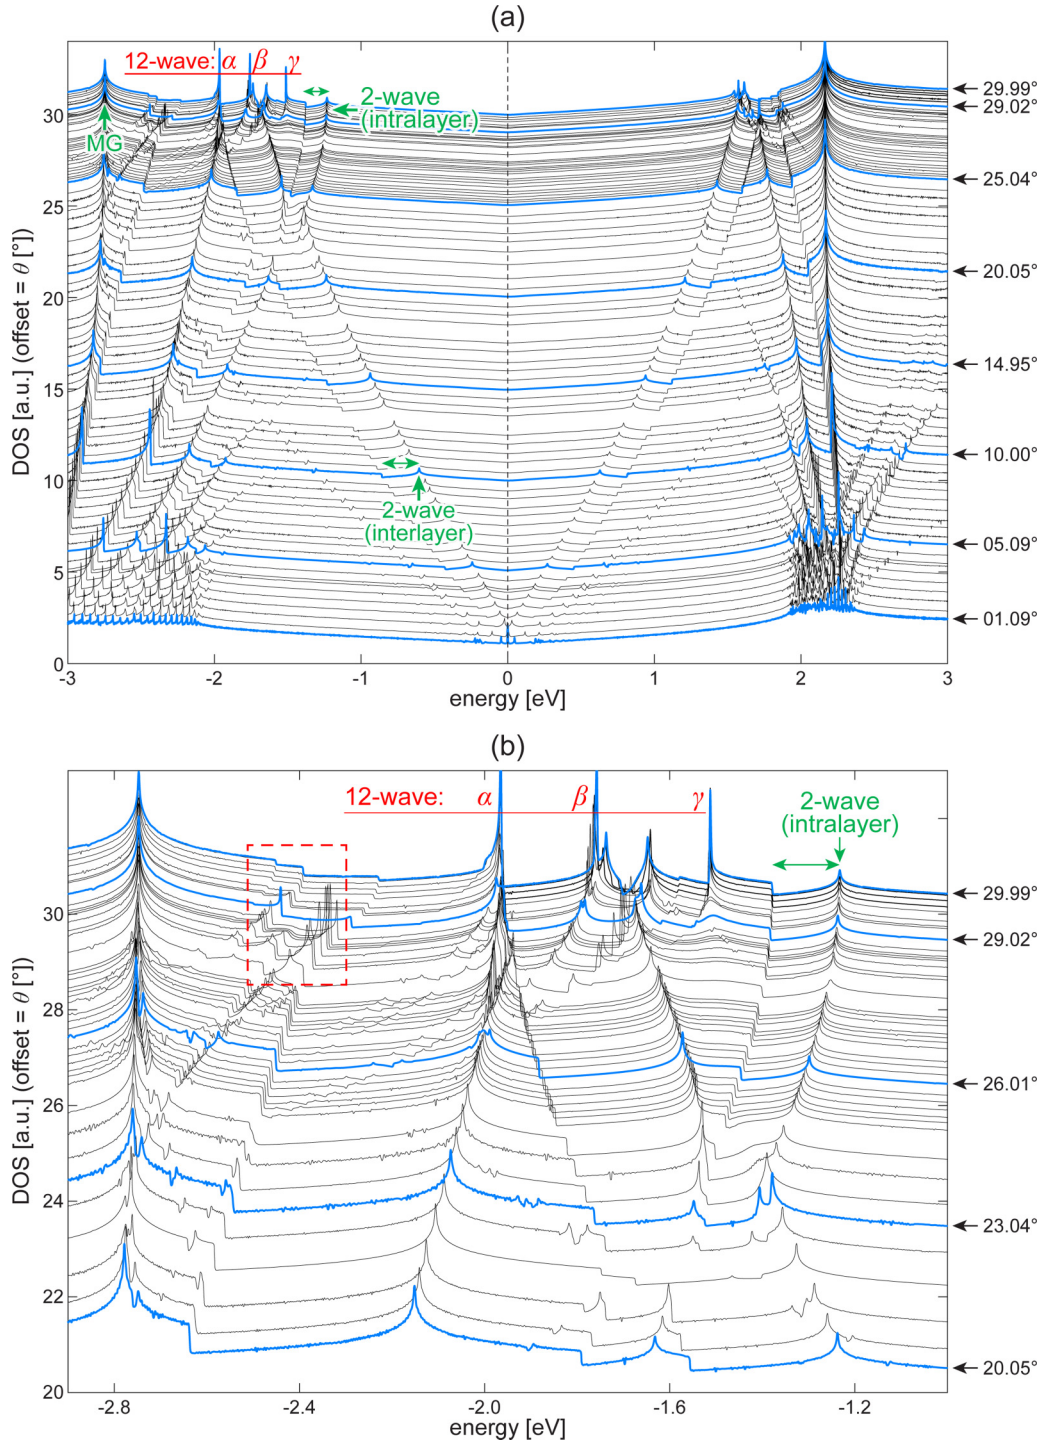 (a)
12-wave: α β γ
2-wave
(intralayer)
MG
2-wave
(interlayer)
DOS [a.u.] (offset = θ [°])
30
25
20
15
10
5
0
29.99°
29.02°
25.04°
20.05°
14.95°
10.00°
05.09°
01.09°
-3 -2 -1 0 1 2 3
energy [eV]
(b)
12-wave: α β γ
2-wave
(intralayer)
DOS [a.u.] (offset = θ [°])
30
28
26
24
22
20
29.99°
29.02°
26.01°
23.04°
20.05°
-2.8 -2.4 -2.0 -1.6 -1.2
energy [eV]